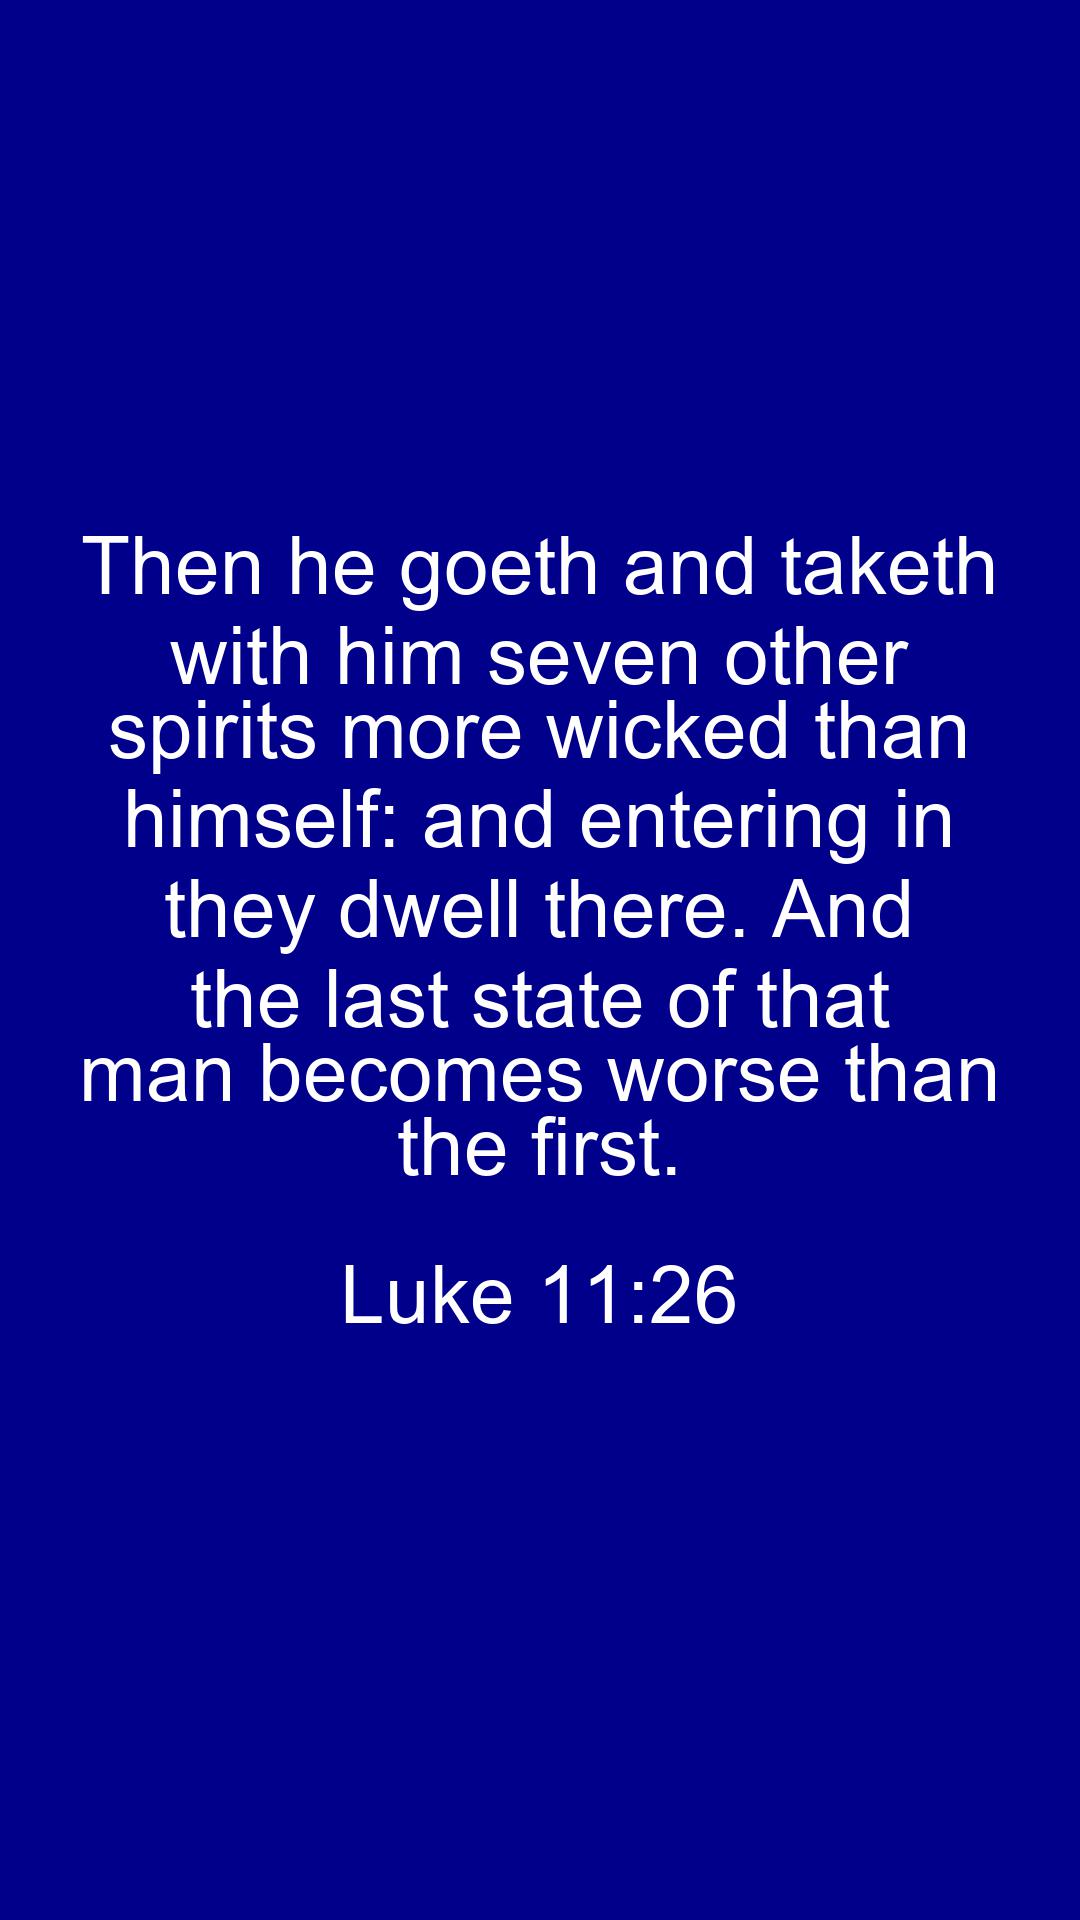 Then he goeth and taketh
with him seven other
spirits more wicked than
himself: and entering in
they dwell there. And
the last state of that
man becomes worse than
the first.
Luke 11:26